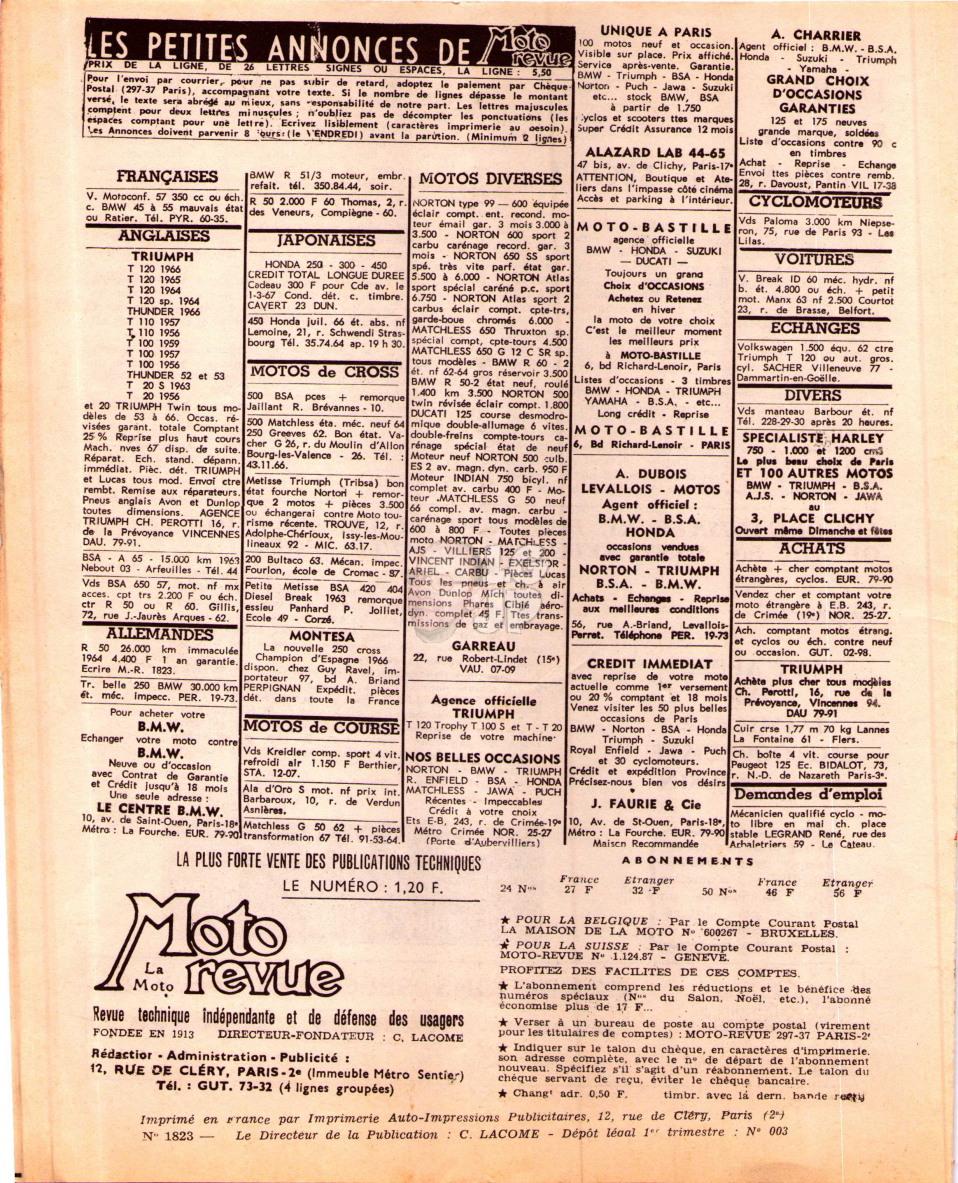 LES PETITES ANNONCES DE Moto revue
PRIX DE LA LIGNE, DE 26 LETTRES SIGNES OU ESPACES, LA LIGNE : 5,50
Pour l'envoi par courrier, pour ne pas subir de retard, adoptez le paiement par Chèque-
Postal (297-37 Paris), accompagnant votre texte. Si le nombre de lignes dépasse le montant
versé, le texte sera abrégé au mieux, sans responsabilité de notre part. Les lettres majuscules
comptent pour deux lettres minuscules ; n'oubliez pas de décompter les ponctuations (les
espaces comptant pour une lettre). Ecrivez lisiblement (caractères imprimerie au besoin).
Les Annonces doivent parvenir 8 jours (le VENDREDI) avant la parution. (Minimum 2 lignes)
FRANÇAISES
V. Motoconf. 57 350 cc ou éch.
c. BMW 45 à 55 mauvais état
ou Ratier. Tél. PYR. 60-35.
ANGLAISES
TRIUMPH
T 120 1966
T 120 1965
T 120 1964
T 120 sp. 1964
THUNDER 1966
T 110 1957
T 110 1956
T 100 1959
T 100 1957
T 100 1956
THUNDER 52 et 53
T 20 S 1963
T 20 1956
et 20 TRIUMPH Twin tous mo-
dèles de 53 à 66. Occas. ré-
visées garant. totale Comptant
25 % Reprise plus haut cours
Mach. nves 67 disp. de suite.
Réparat. Ech. stand. dépann.
immédiat. Pièc. dét. TRIUMPH
et Lucas tous mod. Envoi ctre
rembt. Remise aux réparateurs.
Pneus anglais Avon et Dunlop
toutes dimensions. AGENCE
TRIUMPH CH. PEROTTI 16, r.
de la Prévoyance VINCENNES
DAU. 79-91.
BSA - A 65 - 15.000 km 1963
Nebout 03 - Arfeuilles - Tél. 44
Vds BSA 650 57, mot. nf mx
acces. cpt trs 2.200 F ou éch.
ctr R 50 ou R 60. Gillis,
72, rue J.-Jaurès Arques - 62.
ALLEMANDES
R 50 26.000 km immaculée
1964 4.400 F 1 an garantie.
Ecrire M.-R. 1823.
Tr. belle 250 BMW 30.000 km
ét. méc. impecc. PER. 19-73.
Pour acheter votre
B.M.W.
Echanger votre moto contre
B.M.W.
Neuve ou d'occasion
avec Contrat de Garantie
et Crédit jusqu'à 18 mois
Une seule adresse :
LE CENTRE B.M.W.
10, av. de Saint-Ouen, Paris-18e
Métro : La Fourche. EUR. 79-90
BMW R 51/3 moteur, embr.
refait. tél. 350.84.44, soir.
R 50 2.000 F 60 Thomas, 2, r.
des Veneurs, Compiègne - 60.
JAPONAISES
HONDA 250 - 300 - 450
CREDIT TOTAL LONGUE DUREE
Cadeau 300 F pour Cde av. le
1-3-67 Cond. dét. c. timbre.
CAVERT 23 DUN.
450 Honda juil. 66 ét. abs. nf
Lemoine, 21, r. Schwendi Stras-
bourg Tél. 35.74.64 ap. 19 h 30.
MOTOS de CROSS
500 BSA pces + remorque
Jaillant R. Brévannes - 10.
500 Matchless éta. méc. neuf 64
250 Greeves 62. Bon état. Va-
cher G 26, r. du Moulin d'Allon
Bourg-les-Valence - 26. Tél. :
43.11.66.
Metisse Triumph (Tribsa) bon
état fourche Norton + remor-
que 2 motos + pièces 3.500
ou échangerai contre Moto tou-
risme récente. TROUVE, 12, r.
Adolphe-Chérioux, Issy-les-Mou-
lineaux 92 - MIC. 63.17.
200 Bultaco 63. Mécan. impec.
Fourlon, école de Cromac - 87.
Petite Metisse BSA 420 404
Diesel Break 1963 remorque
essieu Panhard P. Jolliet,
Ecole 49 - Corzé.
MONTESA
La nouvelle 250 cross
Champion d'Espagne 1966
dispon. chez Guy Ravel, im-
portateur 97, bd A. Briand
PERPIGNAN Expédit. pièces
dét. dans toute la France
MOTOS de COURSE
Vds Kreidler comp. sport 4 vit.
refroidi air 1.150 F Berthier,
STA. 12-07.
Ala d'Oro S mot. nf prix int.
Barbaroux, 10, r. de Verdun
Asnières.
Matchless G 50 62 + pièces
transformation 67 Tél. 91-53-64.
MOTOS DIVERSES
NORTON type 99 — 600 équipée
éclair compt. ent. recond. mo-
teur émail gar. 3 mois 3.000 à
3.500 - NORTON 600 sport 2
carbu carénage record. gar. 3
mois - NORTON 650 SS sport
spé. très vite parf. état gar.
5.500 à 6.000 - NORTON Atlas
sport spécial caréné p.c. sport
6.750 - NORTON Atlas sport 2
carbus éclair compt. cpte-trs,
garde-boue chromés 6.000 -
MATCHLESS 650 Thruxton sp.
spécial compt, cpte-tours 4.500
MATCHLESS 650 G 12 C SR sp.
tous modèles - BMW R 60 - 2
ét. nf 62-64 gros réservoir 3.500
BMW R 50-2 état neuf, roulé
1.400 km 3.500 NORTON 500
twin révisée éclair compt. 1.800
DUCATI 125 course desmodro-
mique double-allumage 6 vites.
double-freins compte-tours ca-
rénage spécial état de neuf
Moteur neuf NORTON 500 culb.
ES 2 av. magn. dyn. carb. 950 F
Moteur INDIAN 750 bicyl. nf
complet av. carbu 400 F - Mo-
teur MATCHLESS G 50 neuf
66 compl. av. magn. carbu -
carénage sport tous modèles de
600 à 800 F - Toutes pièces
moto NORTON - MATCHLESS -
AJS - VILLIERS 125 et 200 -
VINCENT INDIAN - EXELSIOR-
ARIEL - CARBU - Pièces Lucas
Tous les pneus et ch. à air
Avon Dunlop Mich toutes di-
mensions Phares Cibié aéro-
dyn. complet 45 F. Ttes trans-
missions de gaz et embrayage.
GARREAU
22, rue Robert-Lindet (15e)
VAU. 07-09
Agence officielle
TRIUMPH
T 120 Trophy T 100 S et T - T 20
Reprise de votre machine
NOS BELLES OCCASIONS
NORTON - BMW - TRIUMPH
R. ENFIELD - BSA - HONDA
MATCHLESS - JAWA - PUCH
Récentes - Impeccables
Crédit à votre choix
Ets E-B, 243, r. de Crimée-19e
Métro Crimée NOR. 25-27
(Porte d'Aubervilliers)
UNIQUE A PARIS
100 motos neuf et occasion.
Visible sur place. Prix affiché.
Service après-vente. Garantie.
BMW - Triumph - BSA - Honda
Norton - Puch - Jawa - Suzuki
etc... stock BMW, BSA
à partir de 1.750
Cyclos et scooters ttes marques
Super Crédit Assurance 12 mois
ALAZARD LAB 44-65
47 bis, av. de Clichy, Paris-17e
ATTENTION, Boutique et Ate-
liers dans l'impasse côté cinéma
Accès et parking à l'intérieur.
MOTO-BASTILLE
agence officielle
BMW - HONDA - SUZUKI
— DUCATI —
Toujours un grand
Choix d'OCCASIONS
Achetez ou Retenez
en hiver
la moto de votre choix
C'est le meilleur moment
les meilleurs prix
à MOTO-BASTILLE
6, bd Richard-Lenoir, Paris
Listes d'occasions - 3 timbres
BMW - HONDA - TRIUMPH
YAMAHA - B.S.A. - etc...
Long crédit - Reprise
MOTO-BASTILLE
6, Bd Richard-Lenoir - PARIS
A. DUBOIS
LEVALLOIS - MOTOS
Agent officiel :
B.M.W. - B.S.A.
HONDA
occasions vendues
avec garantie totale
NORTON - TRIUMPH
B.S.A. - B.M.W.
Achats - Echanges - Reprise
aux meilleures conditions
56, rue A.-Briand, Levallois-
Perret. Téléphone PER. 19-73
CREDIT IMMEDIAT
avec reprise de votre moto
actuelle comme 1er versement
ou 20 % comptant et 18 mois
Venez visiter les 50 plus belles
occasions de Paris
BMW - Norton - BSA - Honda
Triumph - Suzuki
Royal Enfield - Jawa - Puch
et 30 cyclomoteurs.
Crédit et expédition Province
Précisez-nous bien vos désirs
J. FAURIE & Cie
10, Av. de St-Ouen, Paris-18e,
Métro : La Fourche. EUR. 79-90
Maison Recommandée
A. CHARRIER
Agent officiel : B.M.W. - B.S.A.
Honda - Suzuki - Triumph
- Yamaha -
GRAND CHOIX
D'OCCASIONS
GARANTIES
125 et 175 neuves
grande marque, soldées
Liste d'occasions contre 90 c
en timbres
Achat - Reprise - Echange
Envoi ttes pièces contre remb.
28, r. Davoust, Pantin VIL 17-38
CYCLOMOTEURS
Vds Paloma 3.000 km Niepse-
ron, 75, rue de Paris 93 - Les
Lilas.
VOITURES
V. Break ID 60 méc. hydr. nf
b. ét. 4.800 ou éch. + petit
mot. Manx 63 nf 2.500 Courtot
23, r. de Brasse, Belfort.
ECHANGES
Volkswagen 1.500 équ. 62 ctre
Triumph T 120 ou aut. gros.
cyl. SACHER Villeneuve 77 -
Dammartin-en-Goële.
DIVERS
Vds manteau Barbour ét. nf
Tél. 228-29-30 après 20 heures.
SPECIALISTE HARLEY
750 - 1.000 et 1200 cm3
Le plus beau choix de Paris
ET 100 AUTRES MOTOS
BMW - TRIUMPH - B.S.A.
A.J.S. - NORTON - JAWA
au
3, PLACE CLICHY
Ouvert même Dimanche et fêtes
ACHATS
Achète + cher comptant motos
étrangères, cyclos. EUR. 79-90
Vendez cher et comptant votre
moto étrangère à E.B. 243, r.
de Crimée (19e) NOR. 25-27.
Ach. comptant motos étrang.
et cyclos ou éch. contre neuf
ou occasion. GUT. 02-98.
TRIUMPH
Achète plus cher tous modèles
Ch. Perotti, 16, rue de la
Prévoyance, Vincennes 94.
DAU 79-91
Cuir crse 1,77 m 70 kg Lannes
La Fontaine 61 - Flers.
Ch. boîte 4 vit. course pour
Peugeot 125 Ec. BIDALOT, 73,
r. N.-D. de Nazareth Paris-3e.
Demandes d'emploi
Mécanicien qualifié cyclo - mo-
to libre en mai ch. place
stable LEGRAND René, rue des
Arbaletriers 59 - Le Cateau.
LA PLUS FORTE VENTE DES PUBLICATIONS TECHNIQUES
LE NUMÉRO : 1,20 F.
La Moto
Moto revue
Revue technique indépendante et de défense des usagers
FONDEE EN 1913 DIRECTEUR-FONDATEUR : C. LACOME
Rédaction - Administration - Publicité :
12, RUE DE CLÉRY, PARIS-2e (Immeuble Métro Sentier)
Tél. : GUT. 73-32 (4 lignes groupées)
ABONNEMENTS
France Etranger France Etranger
24 Nos 27 F 32 F 50 Nos 46 F 56 F
★ POUR LA BELGIQUE : Par le Compte Courant Postal
LA MAISON DE LA MOTO No 600267 - BRUXELLES.
★ POUR LA SUISSE : Par le Compte Courant Postal :
MOTO-REVUE No 1.124.87 - GENEVE.
PROFITEZ DES FACILITES DE CES COMPTES.
★ L'abonnement comprend les réductions et le bénéfice des
numéros spéciaux (Nos du Salon, Noël, etc.), l'abonné
économise plus de 17 F...
★ Verser à un bureau de poste au compte postal (virement
pour les titulaires de comptes) : MOTO-REVUE 297-37 PARIS-2e
★ Indiquer sur le talon du chèque, en caractères d'imprimerie.
son adresse complète, avec le no de départ de l'abonnement
nouveau. Spécifiez s'il s'agit d'un réabonnement. Le talon du
chèque servant de reçu, éviter le chèque bancaire.
★ Changt adr. 0,50 F. timbr. avec la dern. bande
Imprimé en France par Imprimerie Auto-Impressions Publicitaires, 12, rue de Cléry, Paris (2e)
No 1823 — Le Directeur de la Publication : C. LACOME - Dépôt légal 1er trimestre : No 003